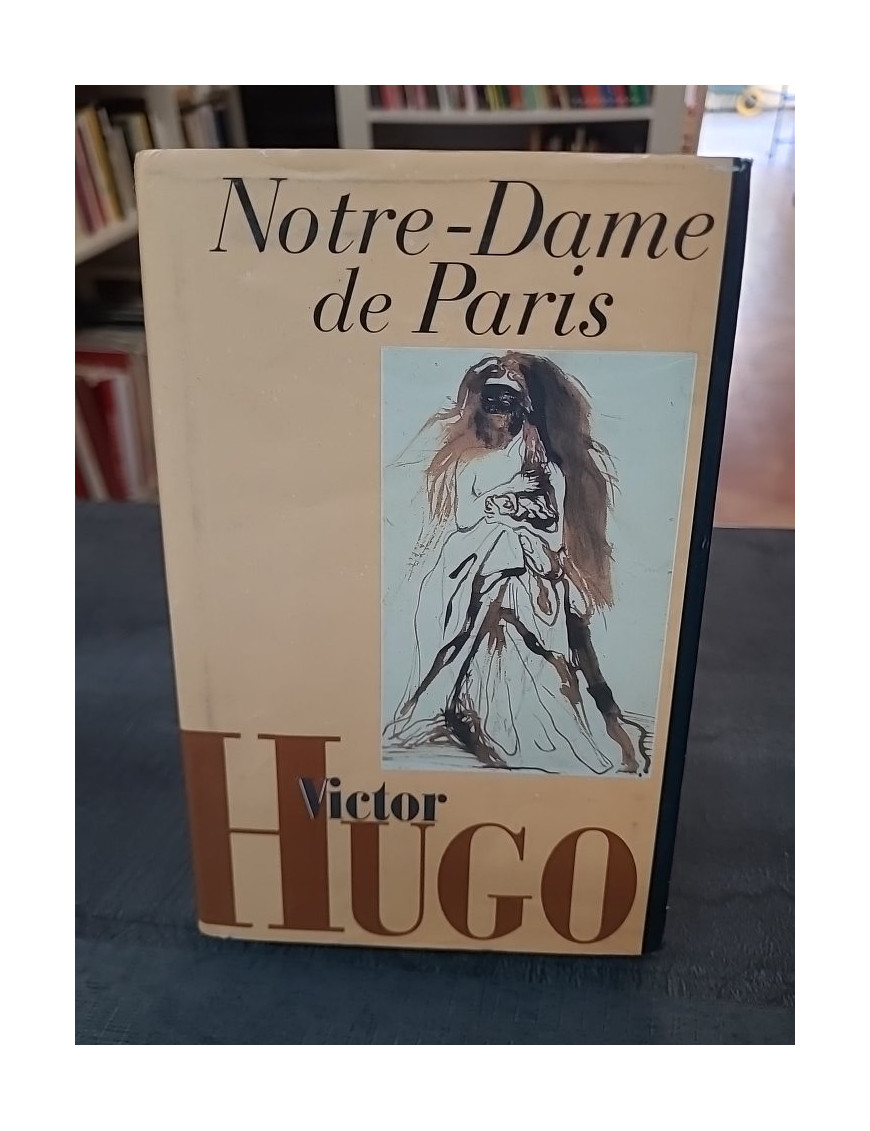 Notre-Dame
de Paris
Victor
HUGO